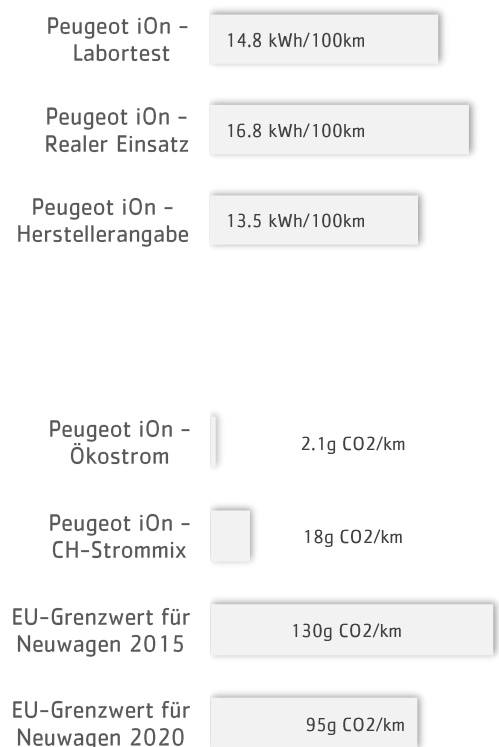 Peugeot iOn -
Labortest
14.8 kWh/100km
Peugeot iOn -
Realer Einsatz
16.8 kWh/100km
Peugeot iOn -
Herstellerangabe
13.5 kWh/100km
Peugeot iOn -
Ökostrom
2.1g CO2/km
Peugeot iOn -
CH-Strommix
18g CO2/km
EU-Grenzwert für
Neuwagen 2015
130g CO2/km
EU-Grenzwert für
Neuwagen 2020
95g CO2/km